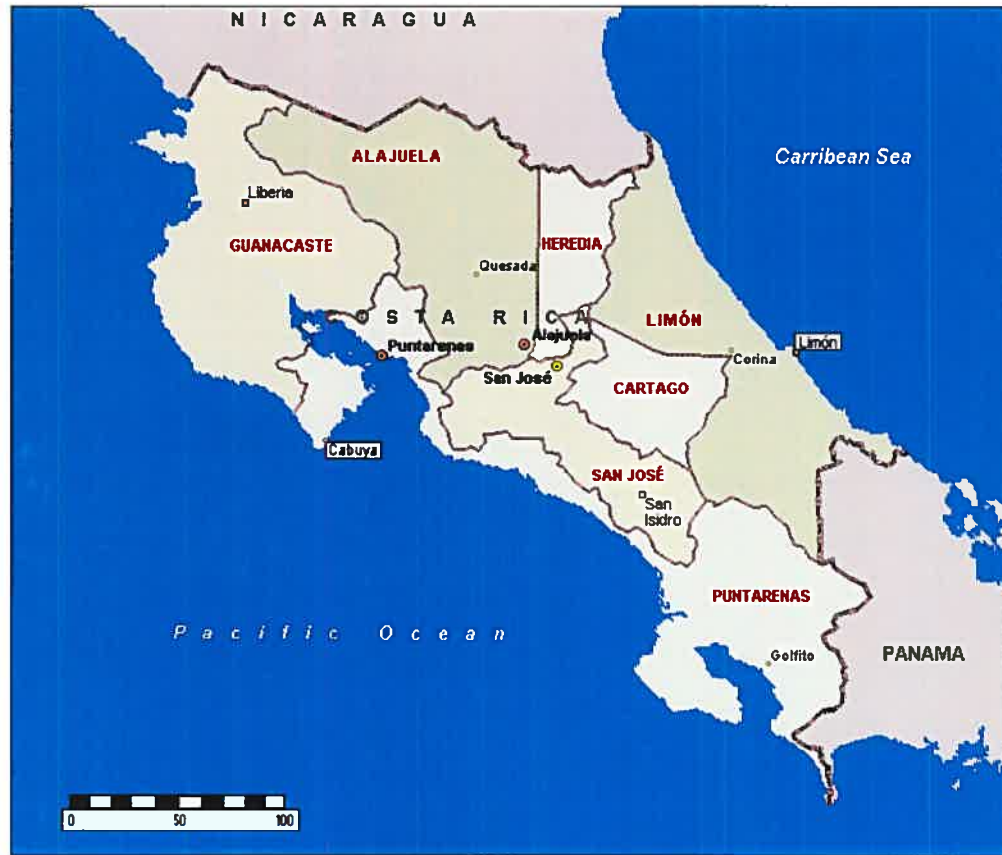 NICARAGUA
Carribean Sea
ALAJUELA
Liberia
GUANACASTE
HEREDIA
Quesada
COSTA RICA
LIMÓN
Alajuela
Puntarenas
Limón
Corina
San José
CARTAGO
Cabuya
SAN JOSÉ
San
Isidro
PUNTARENAS
Pacific Ocean
Golfito
PANAMA
0 50 100